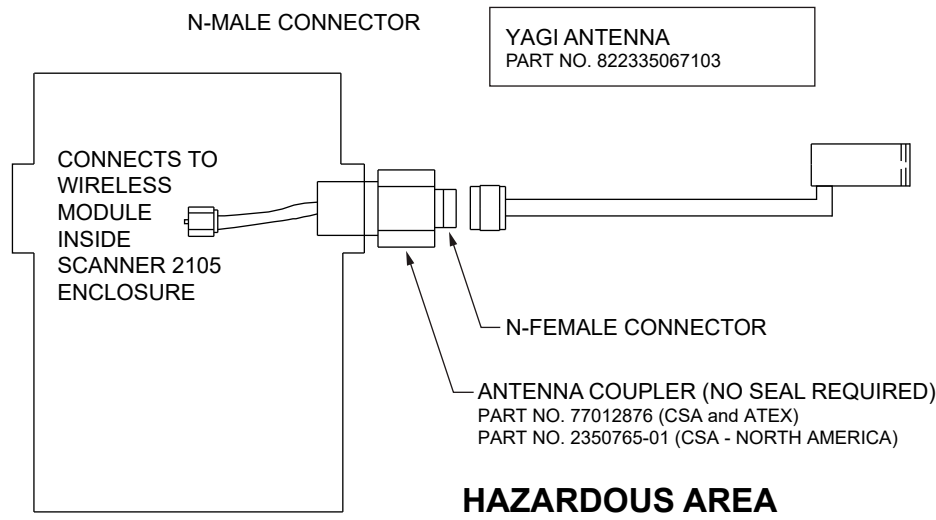 N-MALE CONNECTOR
YAGI ANTENNA
PART NO. 822335067103
CONNECTS TO
WIRELESS
MODULE
INSIDE
SCANNER 2105
ENCLOSURE
N-FEMALE CONNECTOR
ANTENNA COUPLER (NO SEAL REQUIRED)
PART NO. 77012876 (CSA and ATEX)
PART NO. 2350765-01 (CSA - NORTH AMERICA)
HAZARDOUS AREA